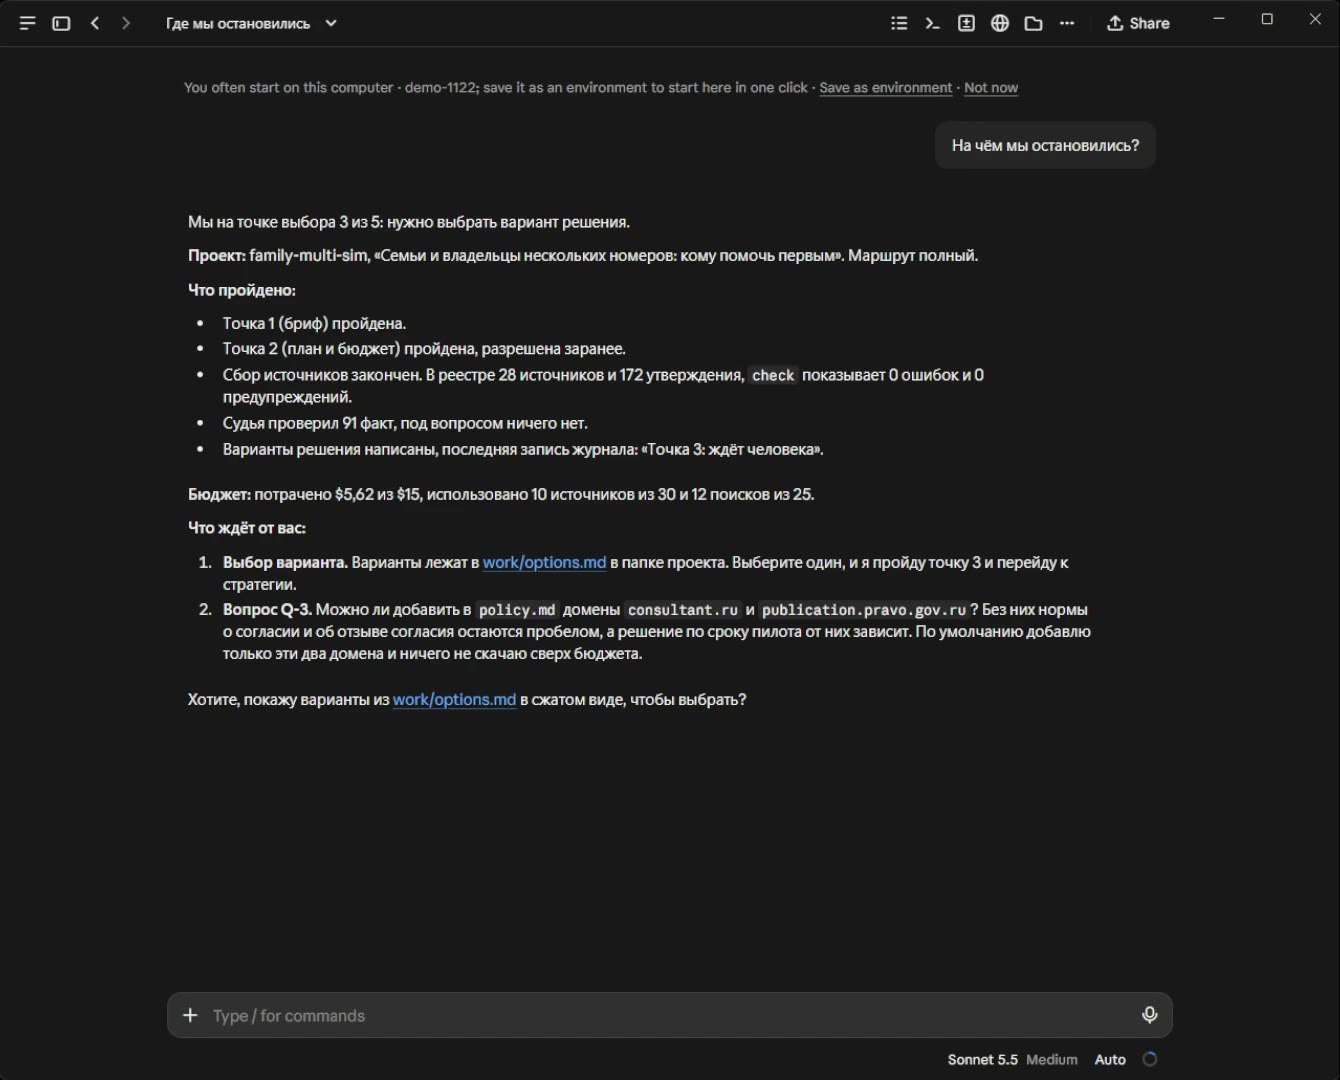 Где мы остановились
Share
You often start on this computer · demo-1122; save it as an environment to start here in one click · Save as environment · Not now
На чём мы остановились?
Мы на точке выбора 3 из 5: нужно выбрать вариант решения.
Проект: family-multi-sim, «Семьи и владельцы нескольких номеров: кому помочь первым». Маршрут полный.
Что пройдено:
• Точка 1 (бриф) пройдена.
• Точка 2 (план и бюджет) пройдена, разрешена заранее.
• Сбор источников закончен. В реестре 28 источников и 172 утверждения, check показывает 0 ошибок и 0
предупреждений.
• Судья проверил 91 факт, под вопросом ничего нет.
• Варианты решения написаны, последняя запись журнала: «Точка 3: ждёт человека».
Бюджет: потрачено $5,62 из $15, использовано 10 источников из 30 и 12 поисков из 25.
Что ждёт от вас:
1. Выбор варианта. Варианты лежат в work/options.md в папке проекта. Выберите один, и я пройду точку 3 и перейду к
стратегии.
2. Вопрос Q-3. Можно ли добавить в policy.md домены consultant.ru и publication.pravo.gov.ru? Без них нормы
о согласии и об отзыве согласия остаются пробелом, а решение по сроку пилота от них зависит. По умолчанию добавлю
только эти два домена и ничего не скачаю сверх бюджета.
Хотите, покажу варианты из work/options.md в сжатом виде, чтобы выбрать?
Type / for commands
Sonnet 5.5 Medium Auto